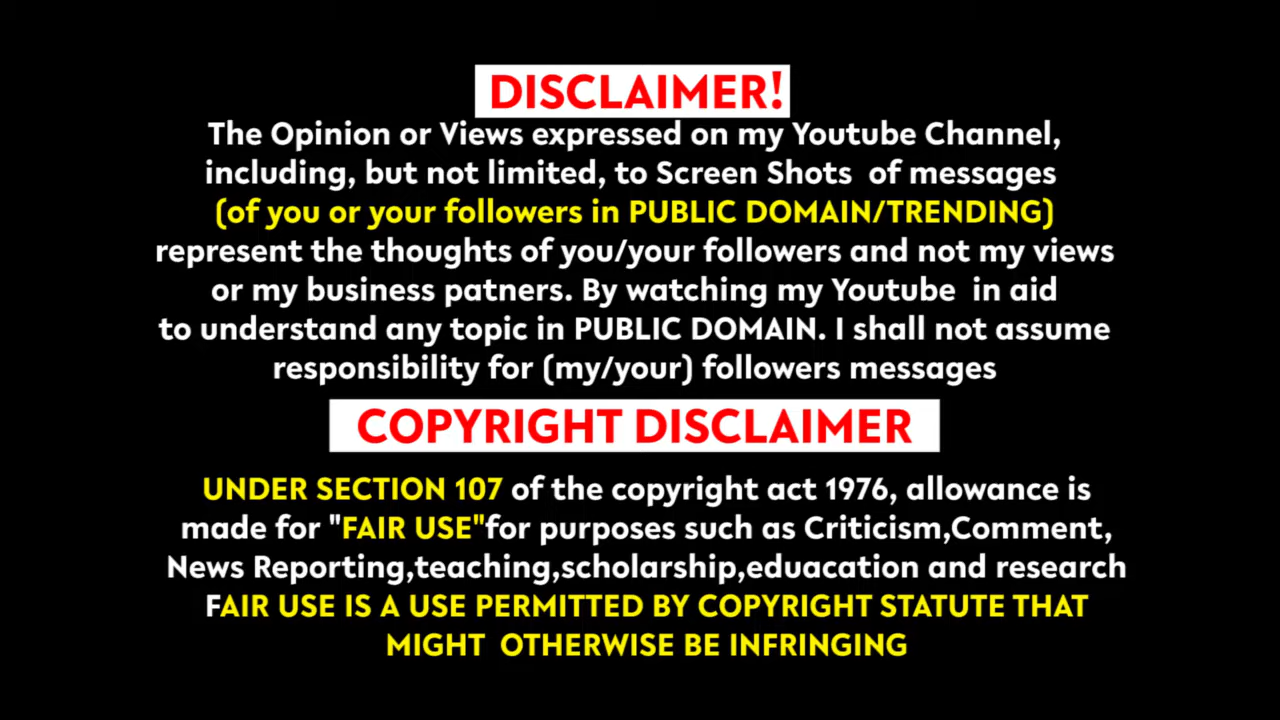 DISCLAIMER!
The Opinion or Views expressed on my Youtube Channel,
including, but not limited, to Screen Shots of messages
(of you or your followers in PUBLIC DOMAIN/TRENDING)
represent the thoughts of you/your followers and not my views
or my business patners. By watching my Youtube in aid
to understand any topic in PUBLIC DOMAIN. I shall not assume
responsibility for (my/your) followers messages
COPYRIGHT DISCLAIMER
UNDER SECTION 107 of the copyright act 1976, allowance is
made for "FAIR USE"for purposes such as Criticism,Comment,
News Reporting,teaching,scholarship,eduacation and research
FAIR USE IS A USE PERMITTED BY COPYRIGHT STATUTE THAT
MIGHT OTHERWISE BE INFRINGING